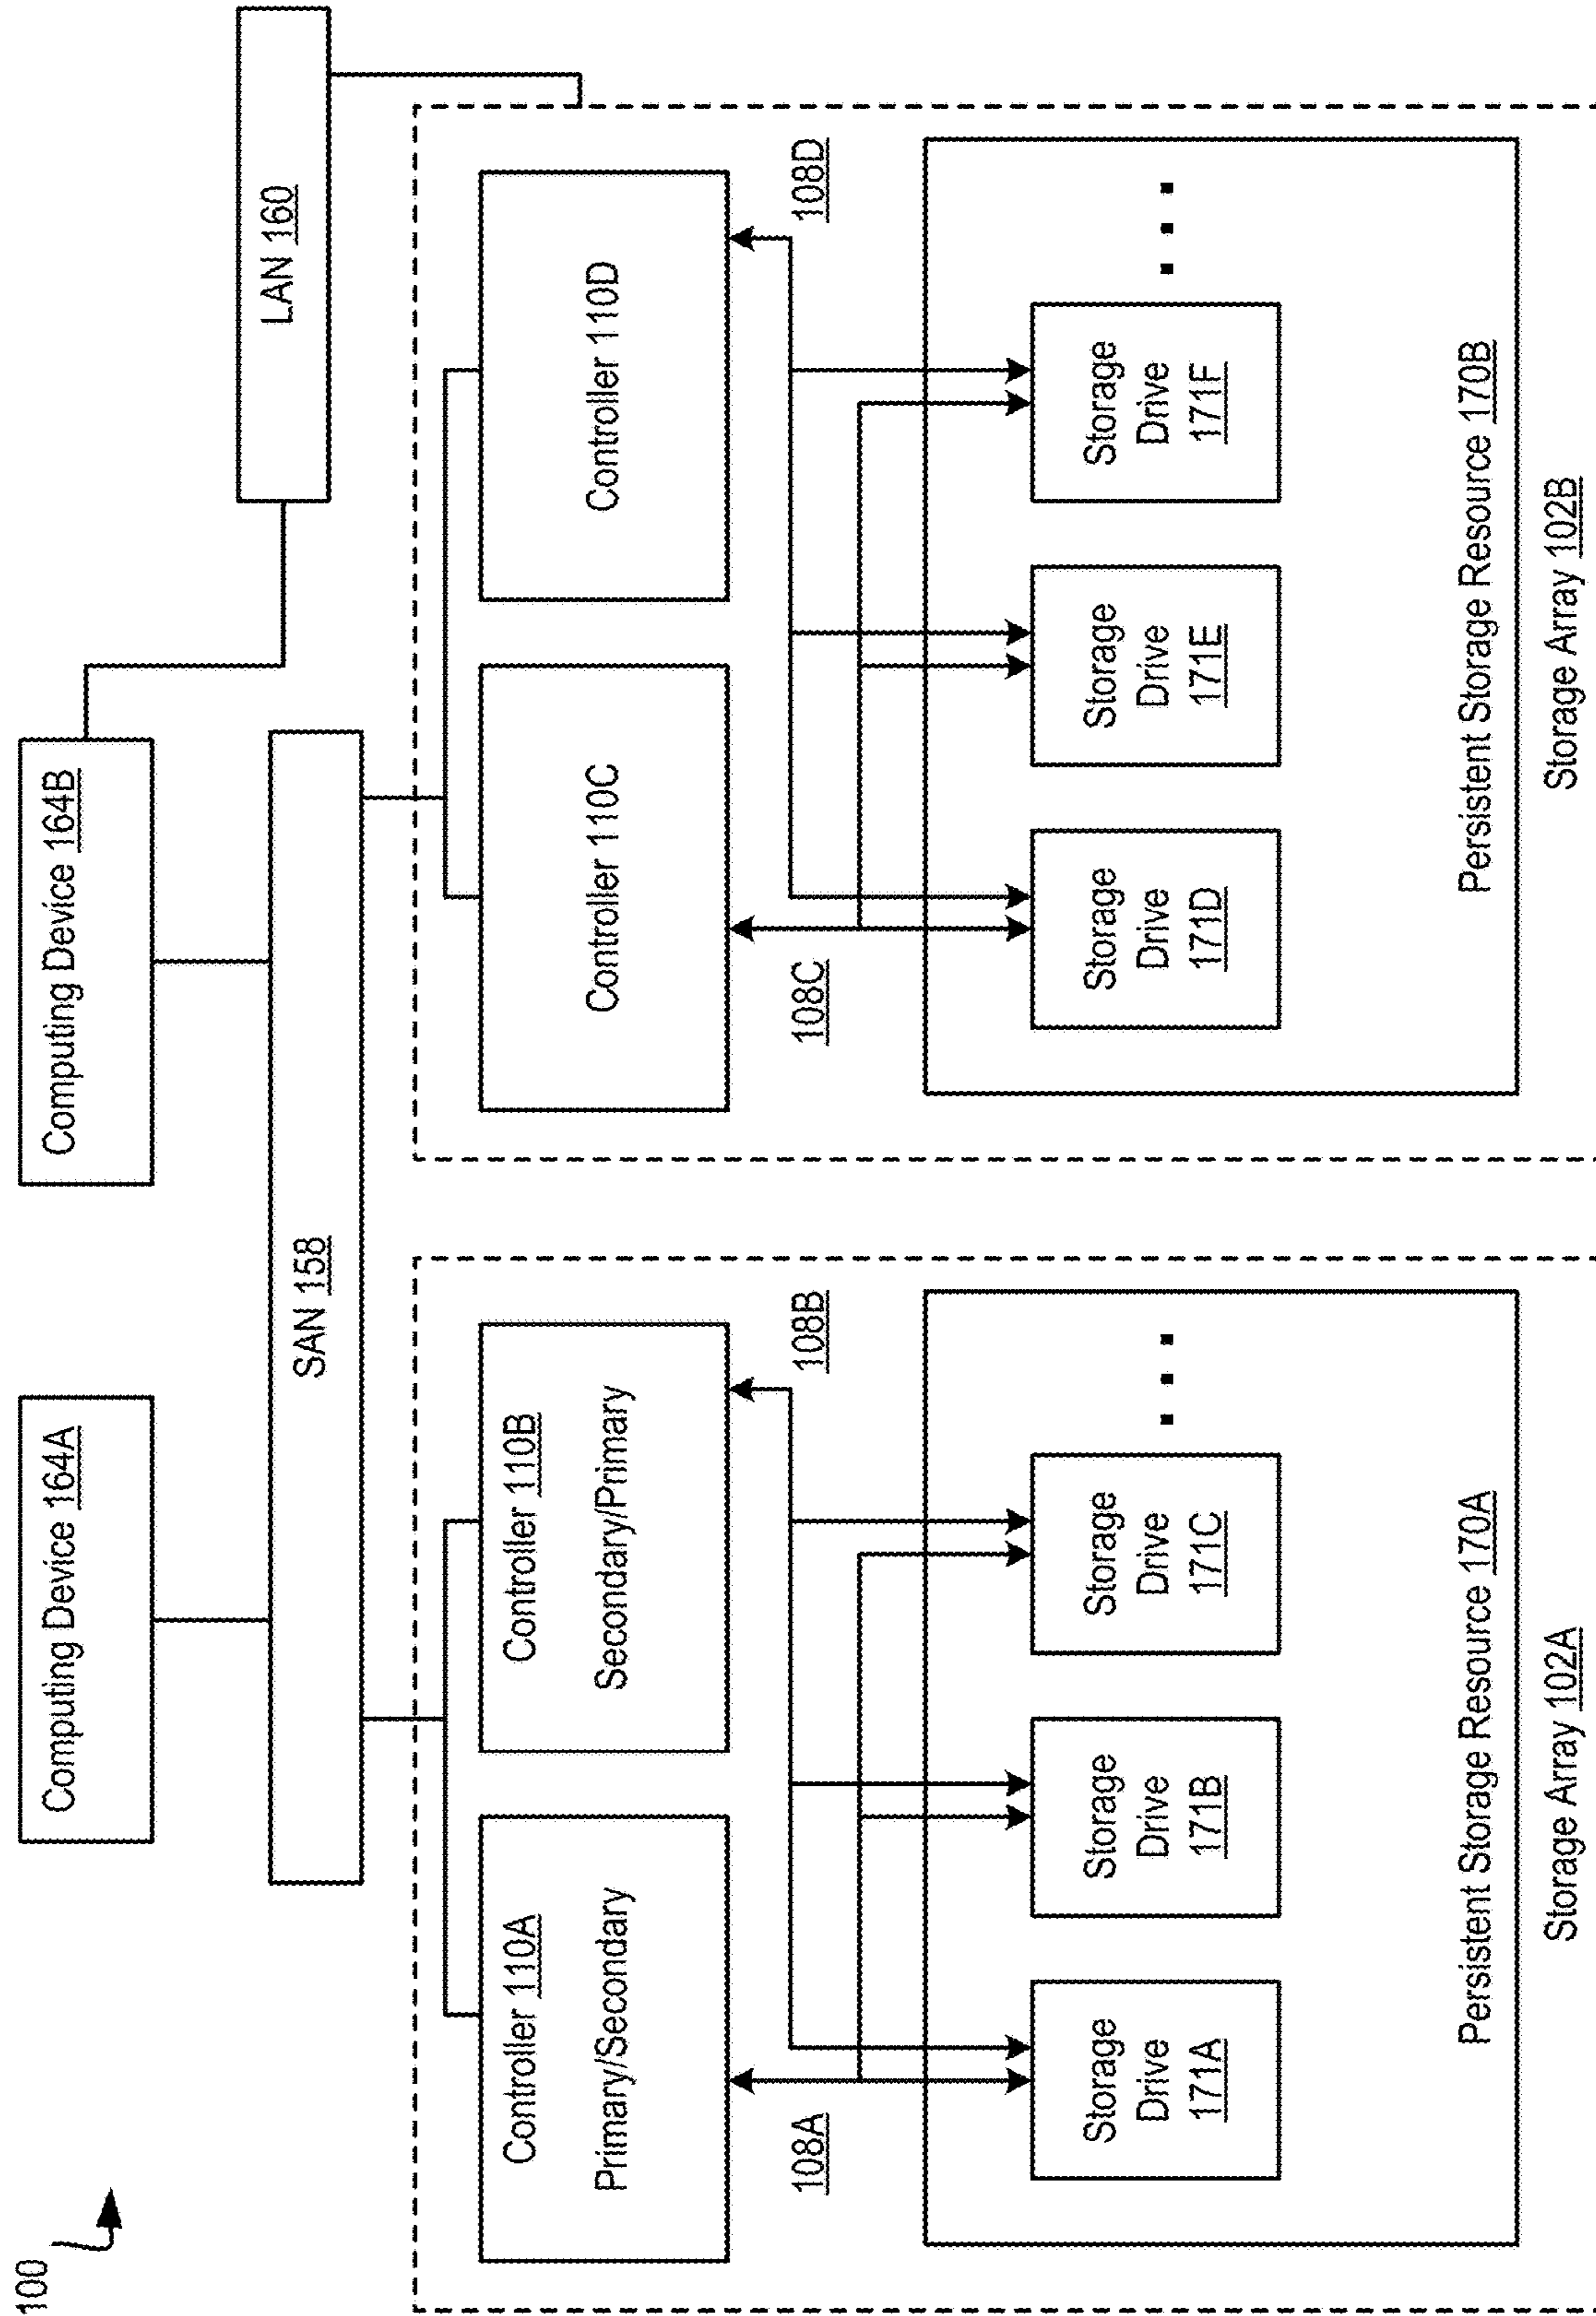 100
Computing Device 164A
Computing Device 164B
SAN 158
LAN 160
Controller 110A
Primary/Secondary
Controller 110B
Secondary/Primary
Controller 110C
Controller 110D
108A
108B
108C
108D
Storage
Drive
171A
Storage
Drive
171B
Storage
Drive
171C
Storage
Drive
171D
Storage
Drive
171E
Storage
Drive
171F
Persistent Storage Resource 170A
Persistent Storage Resource 170B
Storage Array 102A
Storage Array 102B